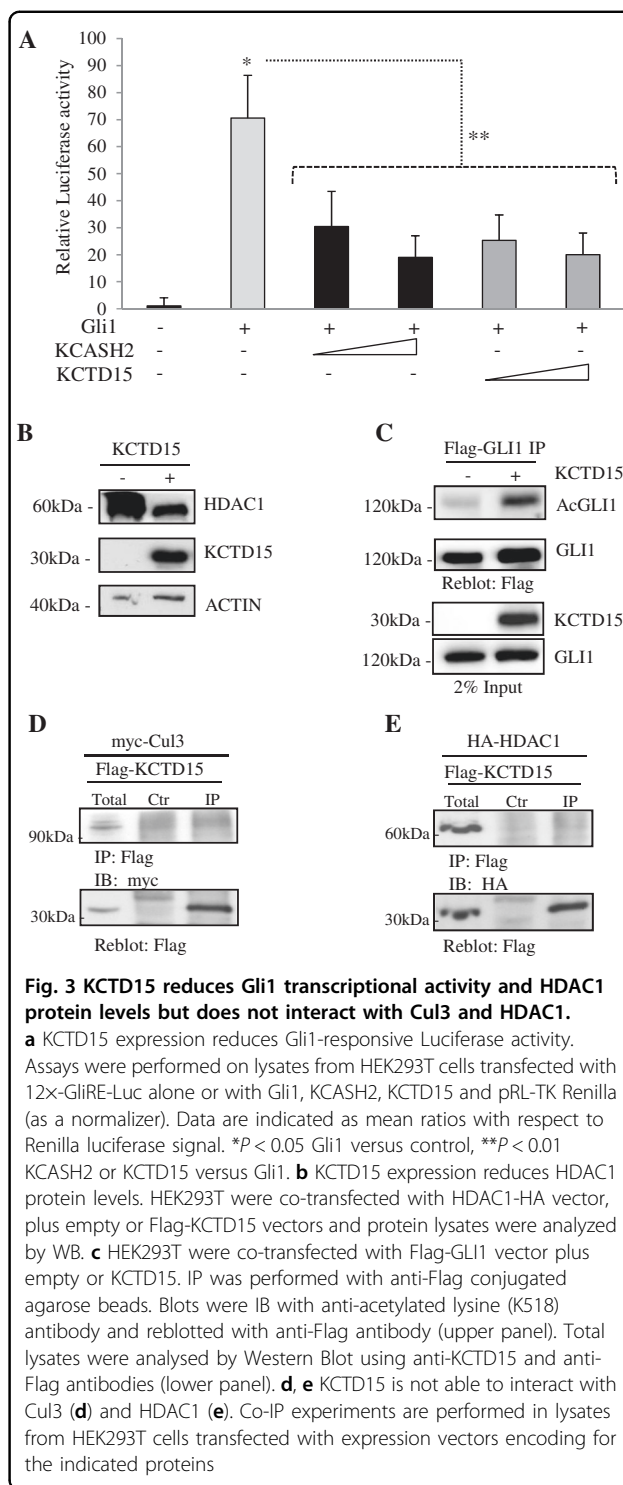 A
Relative Luciferase activity
100
90
80
70
60
50
40
30
20
10
0
*
**
Gli1 - + + + + +
KCASH2 - - - -
KCTD15 - - - -
B
KCTD15
- +
60kDa - HDAC1
30kDa - KCTD15
40kDa - ACTIN
C
Flag-GLI1 IP
- + KCTD15
120kDa - AcGLI1
120kDa - GLI1
Reblot: Flag
30kDa - KCTD15
120kDa - GLI1
2% Input
D
myc-Cul3
Flag-KCTD15
Total Ctr IP
90kDa -
IP: Flag
IB: myc
30kDa -
Reblot: Flag
E
HA-HDAC1
Flag-KCTD15
Total Ctr IP
60kDa -
IP: Flag
IB: HA
30kDa -
Reblot: Flag
Fig. 3 KCTD15 reduces Gli1 transcriptional activity and HDAC1
protein levels but does not interact with Cul3 and HDAC1.
a KCTD15 expression reduces Gli1-responsive Luciferase activity.
Assays were performed on lysates from HEK293T cells transfected with
12×-GliRE-Luc alone or with Gli1, KCASH2, KCTD15 and pRL-TK Renilla
(as a normalizer). Data are indicated as mean ratios with respect to
Renilla luciferase signal. *P < 0.05 Gli1 versus control, **P < 0.01
KCASH2 or KCTD15 versus Gli1. b KCTD15 expression reduces HDAC1
protein levels. HEK293T were co-transfected with HDAC1-HA vector,
plus empty or Flag-KCTD15 vectors and protein lysates were analyzed
by WB. c HEK293T were co-transfected with Flag-GLI1 vector plus
empty or KCTD15. IP was performed with anti-Flag conjugated
agarose beads. Blots were IB with anti-acetylated lysine (K518)
antibody and reblotted with anti-Flag antibody (upper panel). Total
lysates were analysed by Western Blot using anti-KCTD15 and anti-
Flag antibodies (lower panel). d, e KCTD15 is not able to interact with
Cul3 (d) and HDAC1 (e). Co-IP experiments are performed in lysates
from HEK293T cells transfected with expression vectors encoding for
the indicated proteins